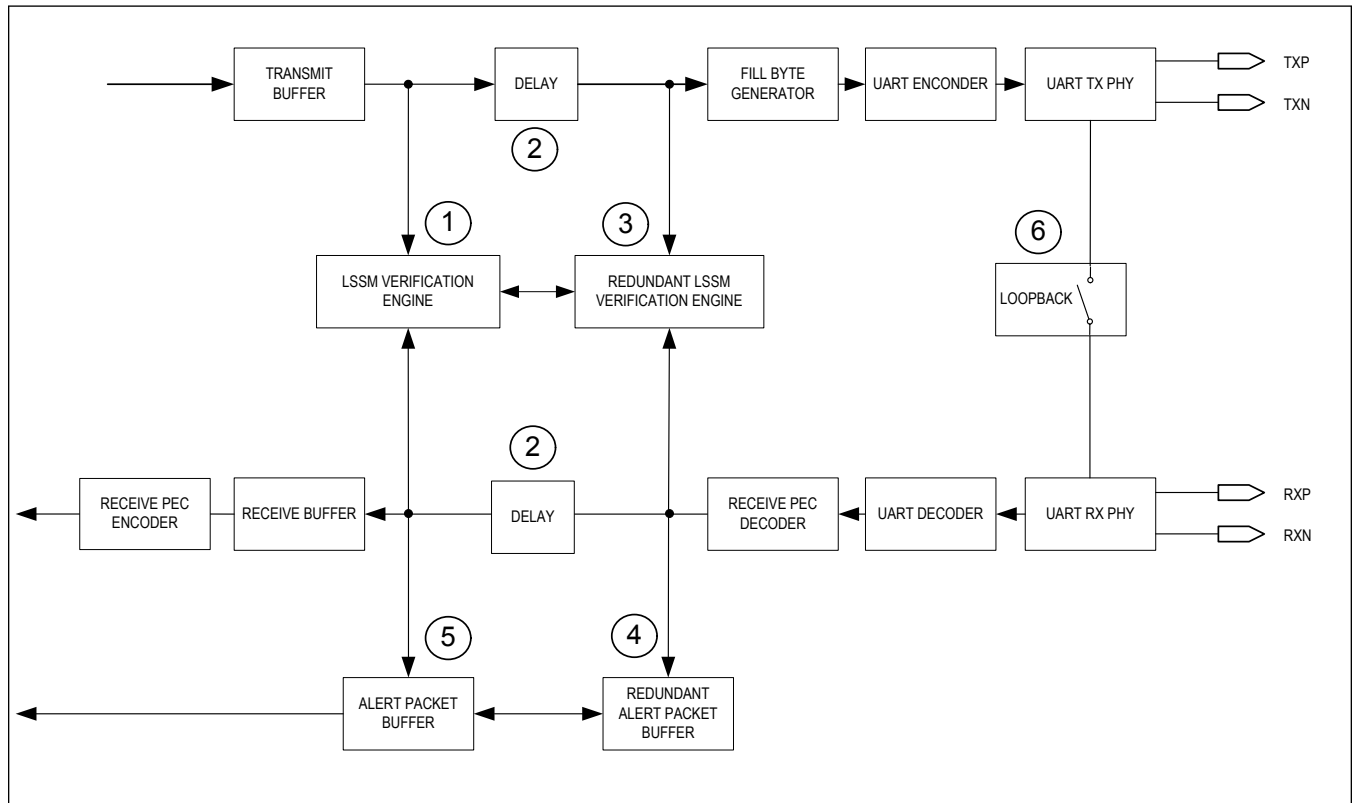 TRANSMIT
BUFFER
DELAY
2
FILL BYTE
GENERATOR
UART ENCONDER
UART TX PHY
TXP
TXN
1
LSSM VERIFICATION
ENGINE
3
REDUNDANT LSSM
VERIFICATION ENGINE
6
LOOPBACK
RECEIVE PEC
ENCODER
RECEIVE BUFFER
2
DELAY
RECEIVE PEC
DECODER
UART DECODER
UART RX PHY
RXP
RXN
5
ALERT PACKET
BUFFER
4
REDUNDANT
ALERT PACKET
BUFFER